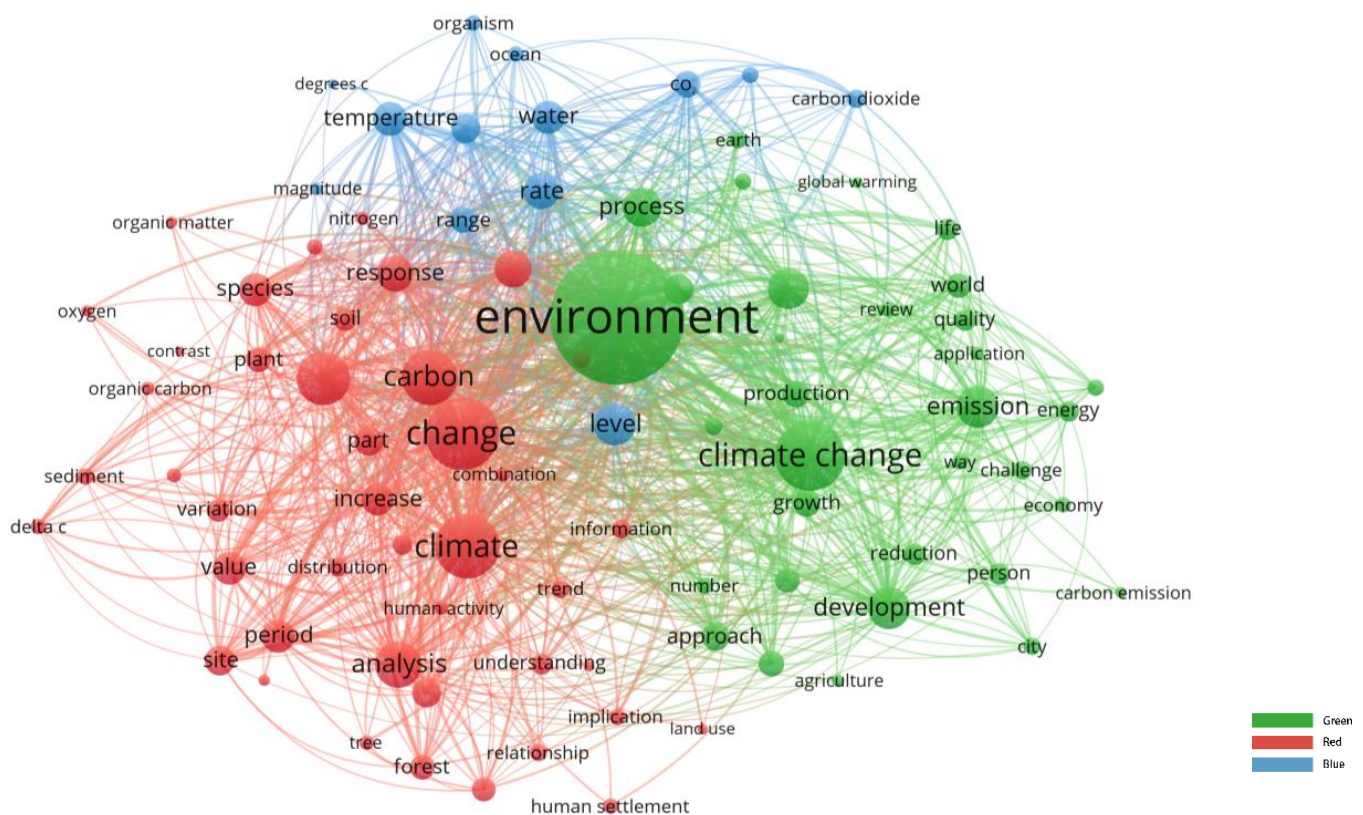 organism
ocean
degrees c
co2
carbon dioxide
temperature
water
earth
magnitude
rate
global warming
organic matter
nitrogen
range
process
life
species
response
world
oxygen
soil
environment
review
quality
contrast
plant
application
organic carbon
carbon
production
emission
energy
level
part
change
climate change
way
challenge
sediment
combination
increase
growth
economy
variation
delta c
information
climate
value
distribution
reduction
person
trend
number
carbon emission
human activity
development
period
approach
site
analysis
understanding
city
agriculture
implication
land use
Green
tree
relationship
Red
forest
Blue
human settlement